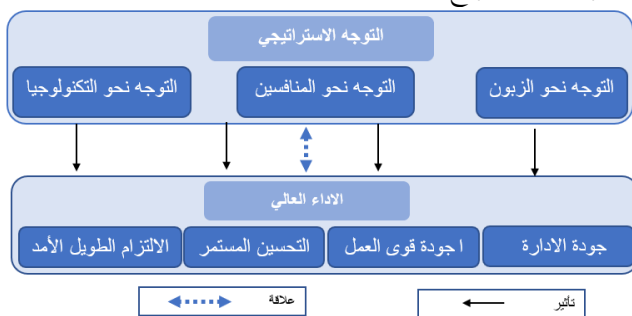 التوجه الاستراتيجي
التوجه نحو الزبون
التوجه نحو المنافسين
التوجه نحو التكنولوجيا
الاداء العالي
جودة الادارة
ا جودة قوى العمل
التحسين المستمر
الالتزام الطويل الأمد
تأثير
علاقة